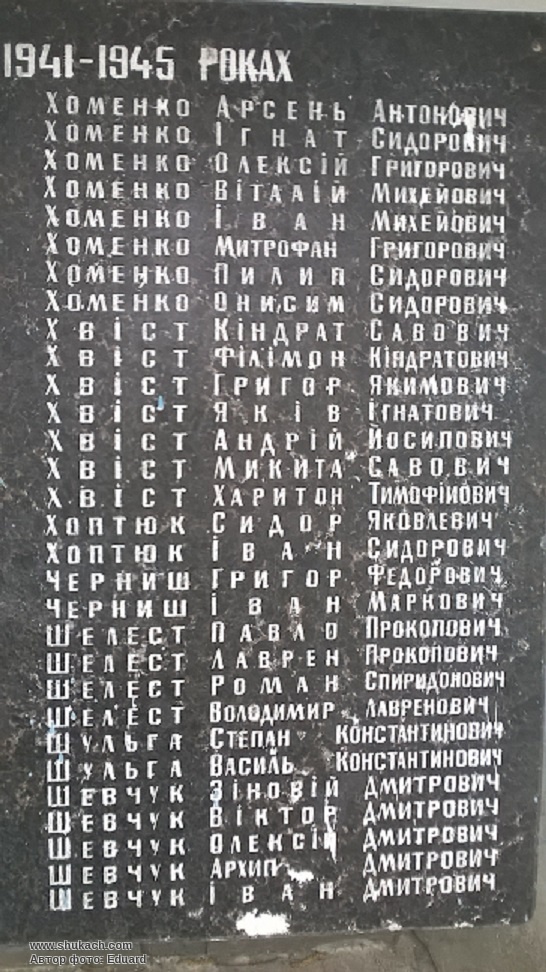 1941-1945 РОКАХ
ХОМЕНКО АРСЕНЬ АНТОНОВИЧ
ХОМЕНКО ІГНАТ СИДОРОВИЧ
ХОМЕНКО ОЛЕКСІЙ ГРИГОРОВИЧ
ХОМЕНКО ВІТАЛІЙ МИХЕЙОВИЧ
ХОМЕНКО ІВАН МИХЕЙОВИЧ
ХОМЕНКО МИТРОФАН ГРИГОРОВИЧ
ХОМЕНКО ПИЛИП СИДОРОВИЧ
ХОМЕНКО ОНИСИМ СИДОРОВИЧ
ХВІСТ КІНДРАТ САВОВИЧ
ХВІСТ ФІЛІМОН КІНДРАТОВИЧ
ХВІСТ ГРИГОР ЯКИМОВИЧ
ХВІСТ ЯКІВ ІГНАТОВИЧ
ХВІСТ АНДРІЙ ЙОСИПОВИЧ
ХВІСТ МИКИТА САВОВИЧ
ХВІСТ ХАРИТОН ТИМОФІЙОВИЧ
ХОПТЮК СИДОР ЯКОВЛЕВИЧ
ХОПТЮК ІВАН СИДОРОВИЧ
ЧЕРНИШ ГРИГОР ФЕДОРОВИЧ
ЧЕРНИШ ІВАН МАРКОВИЧ
ШЕЛЕСТ ПАВЛО ПРОКОПОВИЧ
ШЕЛЕСТ ЛАВРЕН ПРОКОПОВИЧ
ШЕЛЕСТ РОМАН СПИРИДОНОВИЧ
ШЕЛЕСТ ВОЛОДИМИР ЛАВРЕНОВИЧ
ШУЛЬГА СТЕПАН КОНСТАНТИНОВИЧ
ШУЛЬГА ВАСИЛЬ КОНСТАНТИНОВИЧ
ШЕВЧУК ЗІНОВІЙ ДМИТРОВИЧ
ШЕВЧУК ВІКТОР ДМИТРОВИЧ
ШЕВЧУК ОЛЕКСІЙ ДМИТРОВИЧ
ШЕВЧУК АРХИП ДМИТРОВИЧ
ШЕВЧУК ІВАН ДМИТРОВИЧ
www.shukach.com
Автор фото: Eduard